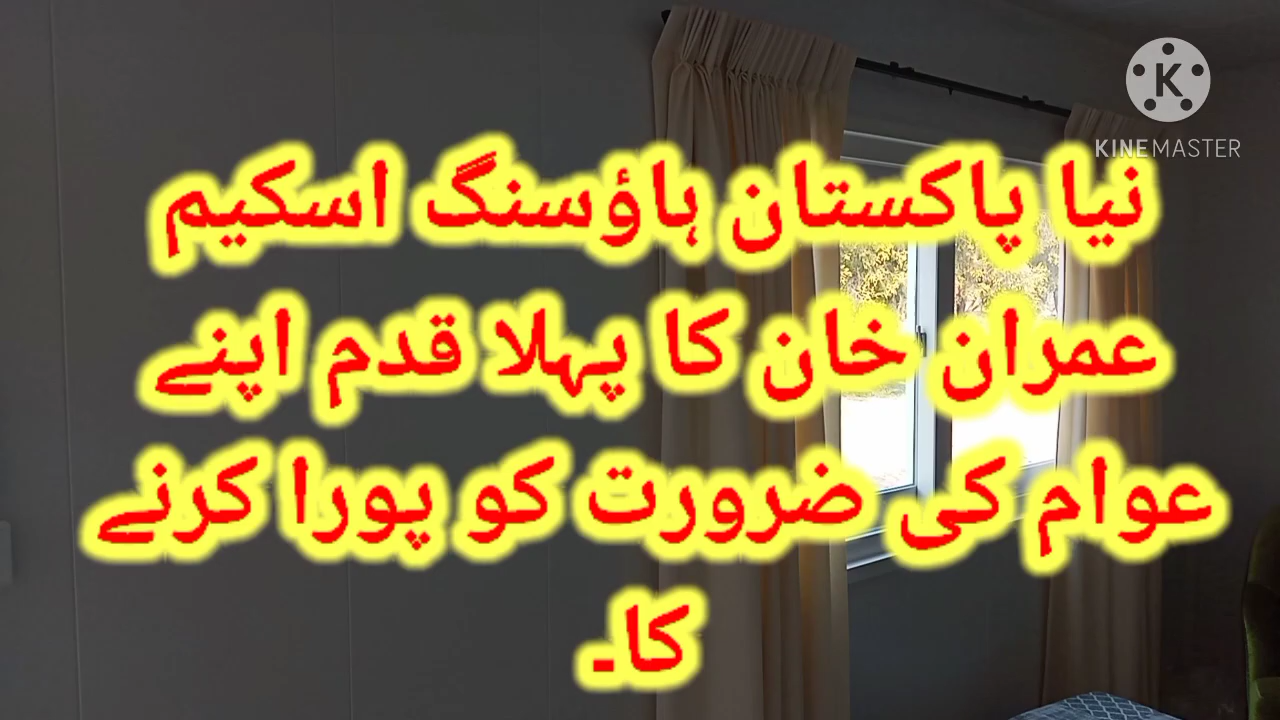 KINEMASTER
نیا پاکستان ہاؤسنگ اسکیم
عمران خان کا پہلا قدم اپنے
عوام کی ضرورت کو پورا کرنے
کا۔